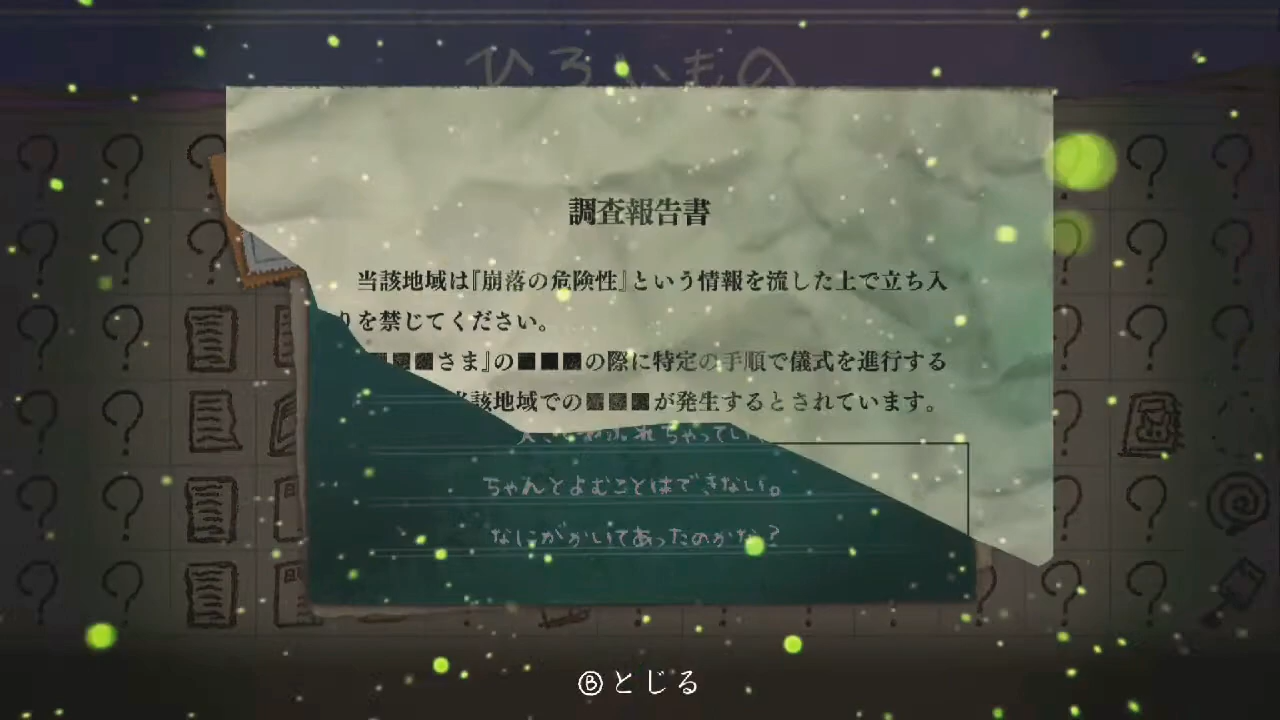 ひろいもの
調査報告書
当該地域は『崩落の危険性』という情報を流した上で立ち入
りを禁じてください。
■■さま』の■■■の際に特定の手順で儀式を進行する
当該地域での■■■が発生するとされています。
ちゃんとよむことはできない。
なにがかいてあったのかな？
Ⓑとじる